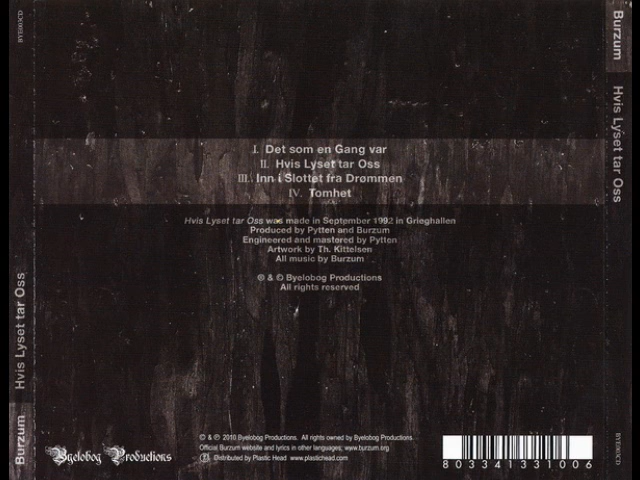 BYE003CD
Burzum
Hvis Lyset tar Oss
I. Det som en Gang var
II. Hvis Lyset tar Oss
III. Inn i Slottet fra Drømmen
IV. Tomhet
Hvis Lyset tar Oss was made in September 1992 in Grieghallen
Produced by Pytten and Burzum
Engineered and mastered by Pytten
Artwork by Th. Kittelsen
All music by Burzum
℗ & © Byelobog Productions
All rights reserved
Hvis Lyset tar Oss
Burzum
Byelobog Productions
© & ℗ 2010 Byelobog Productions. All rights owned by Byelobog Productions
Official Burzum website and lyrics in other languages: www.burzum.org
Distributed by Plastic Head www.plastichead.com
8033413310​06
BYE003CD